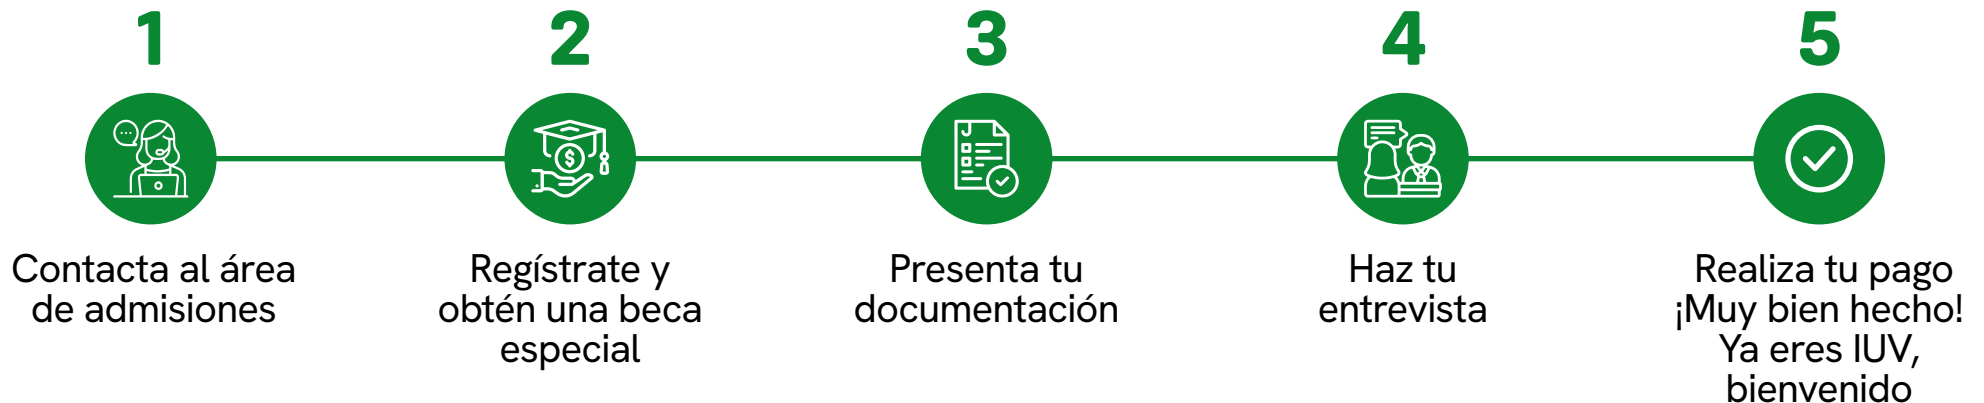 1
Contacta al área
de admisiones
2
Regístrate y
obtén una beca
especial
3
Presenta tu
documentación
4
Haz tu
entrevista
5
Realiza tu pago
¡Muy bien hecho!
Ya eres IUV,
bienvenido